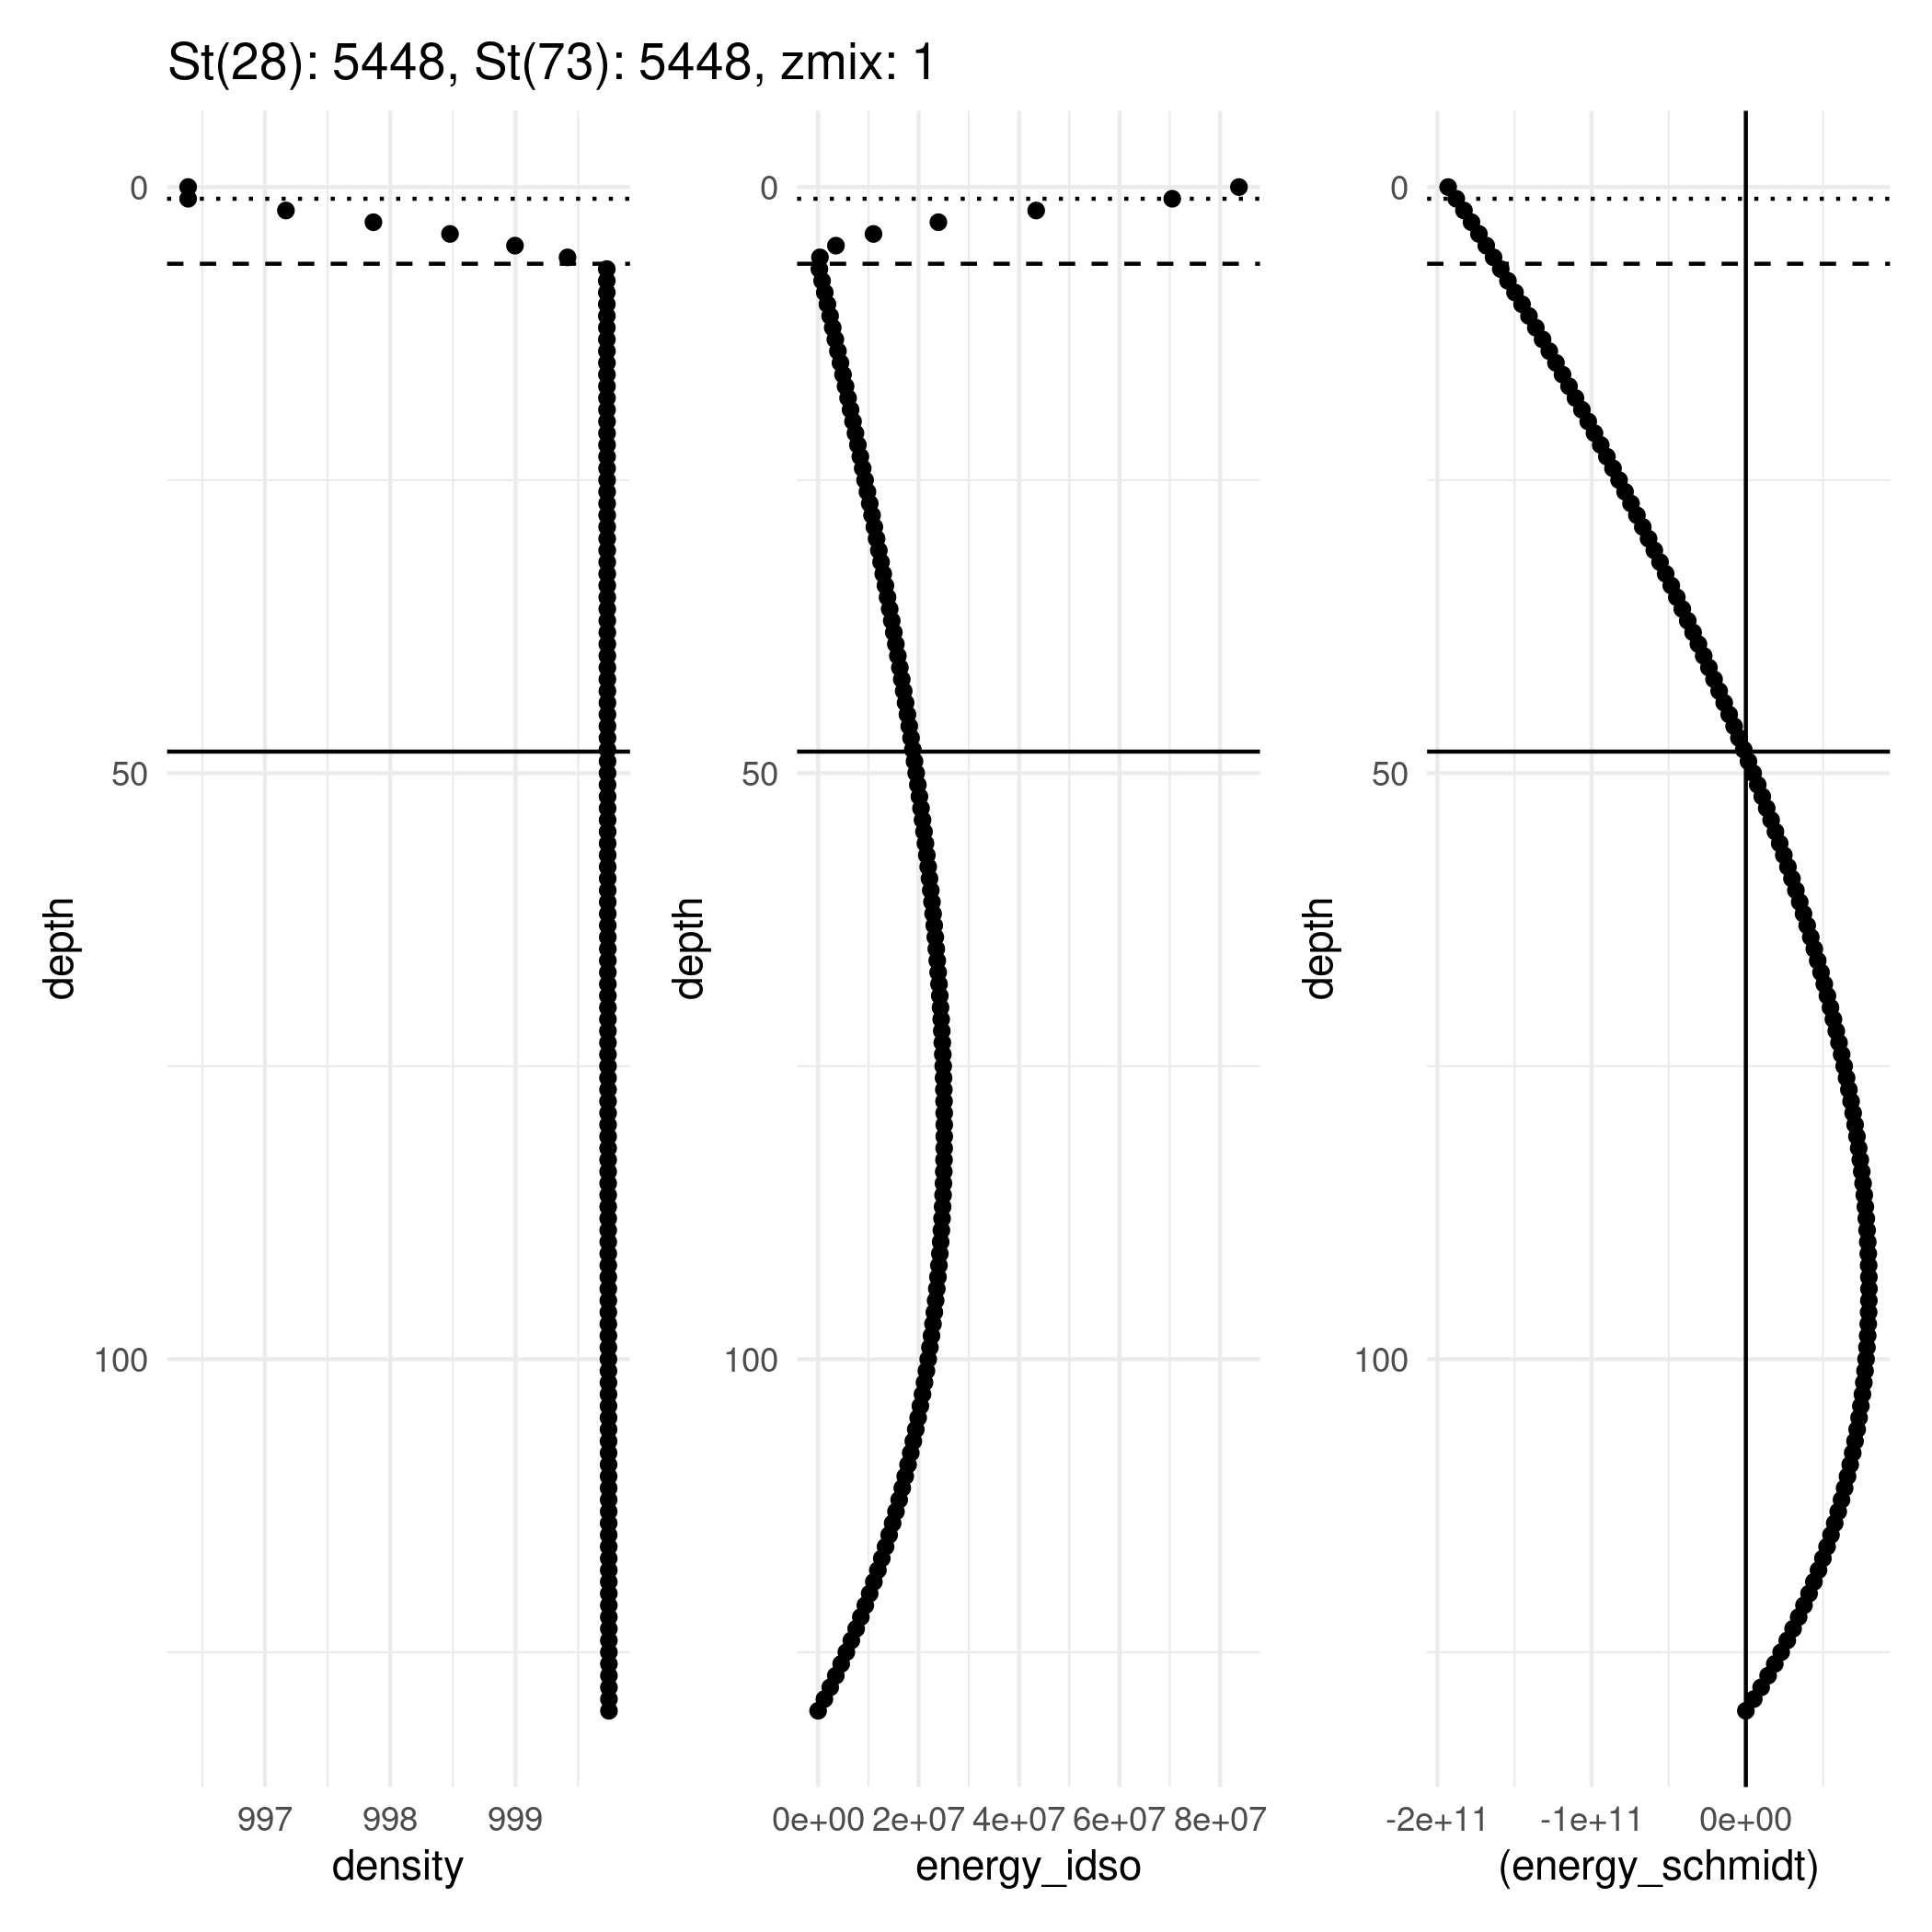 St(28): 5448, St(73): 5448, zmix: 1
0
50
100
depth
997 998 999
density
0
50
100
depth
0e+00 2e+07 4e+07 6e+07 8e+07
energy_idso
0
50
100
depth
-2e+11 -1e+11 0e+00
(energy_schmidt)